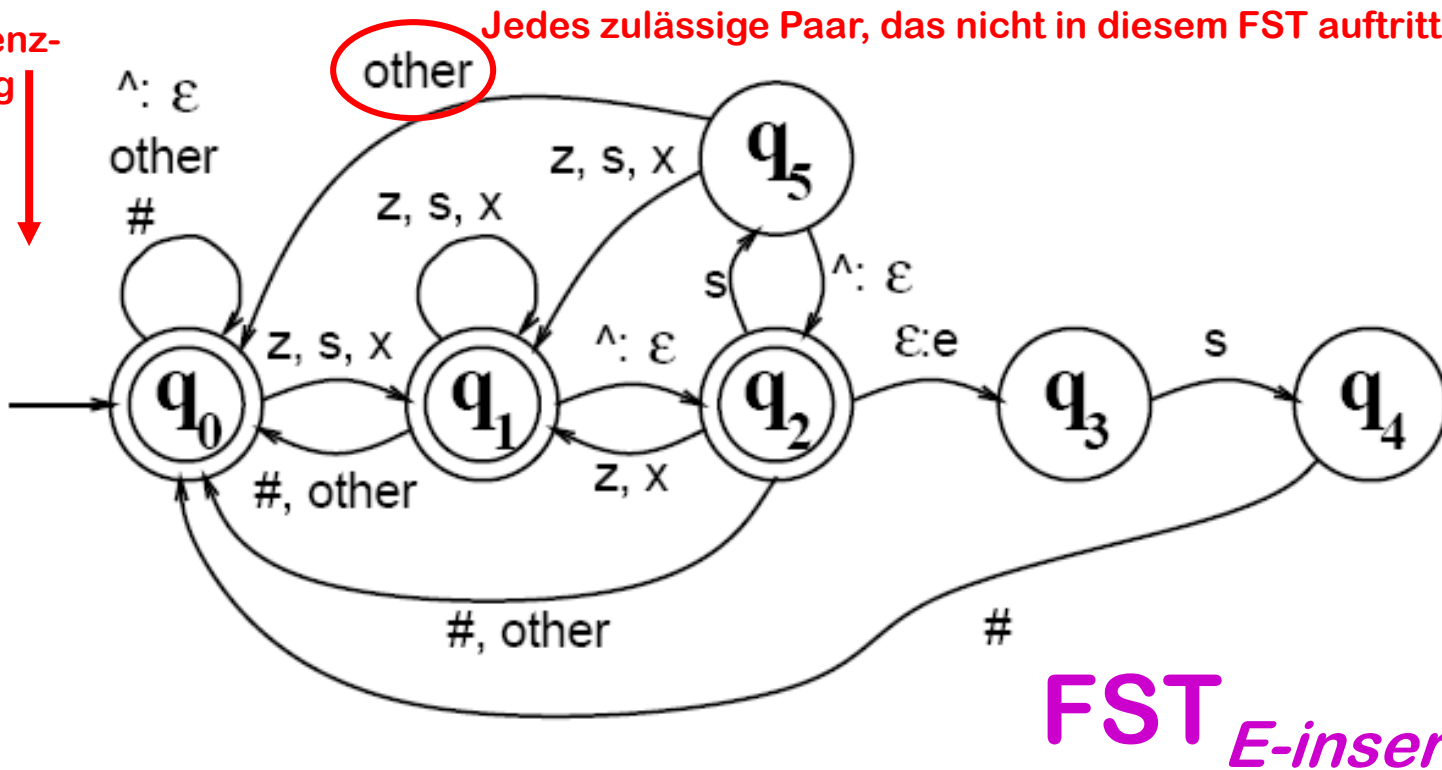 Jedes zulässige Paar, das nicht in diesem FST auftritt
enz-
g
^: ε
other
#
other
z, s, x
z, s, x
q5
s
^: ε
z, s, x
^: ε
ε:e
s
q0
q1
q2
q3
q4
#, other
z, x
#, other
#
FST E-inser